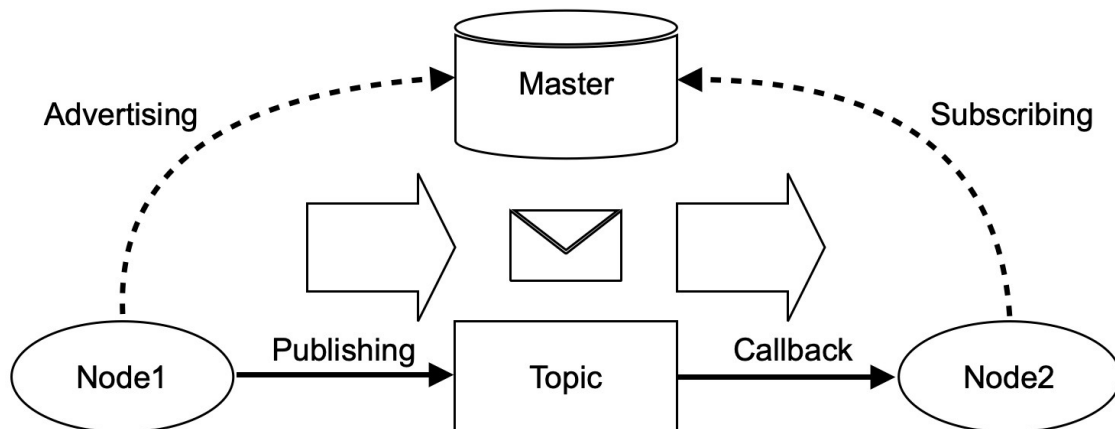 Master
Advertising
Subscribing
Publishing
Callback
Node1
Topic
Node2